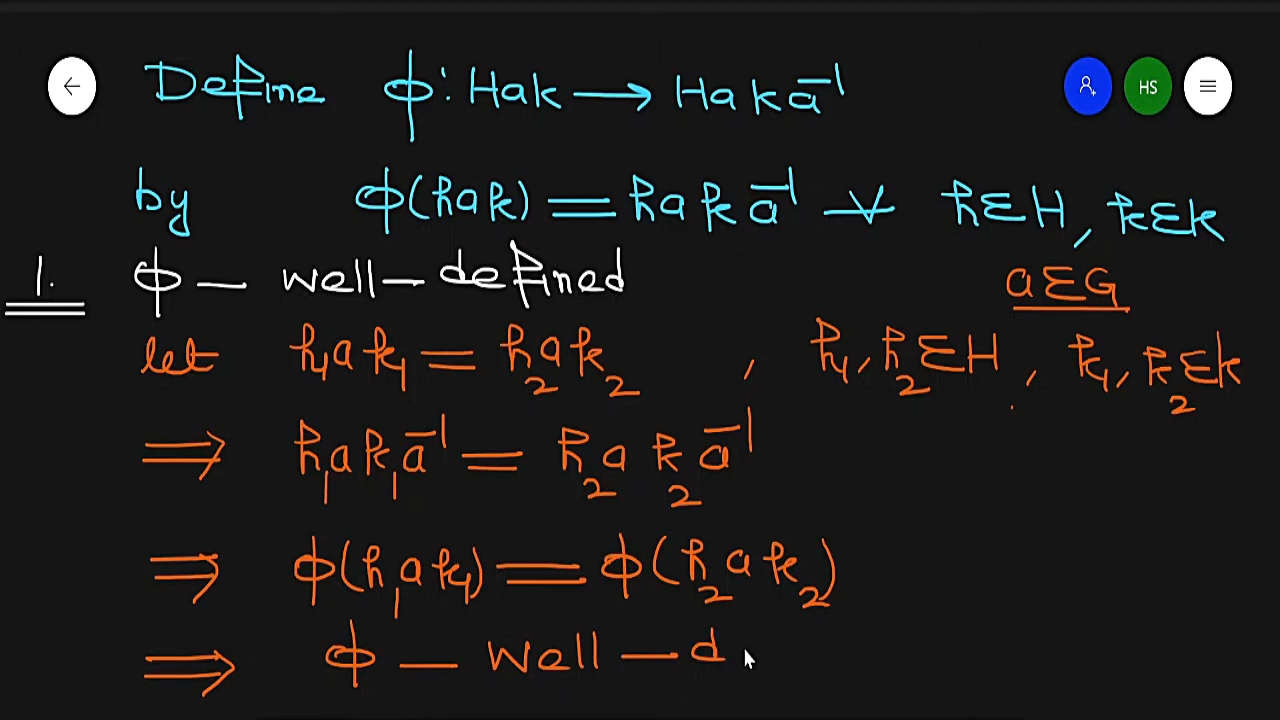 Define ϕ: Hak ⟶ Haka⁻¹
HS
by ϕ(hak) = haka⁻¹ ∀ h∈H, k∈k
1. ϕ – well – defined
a∈G
let h₁ak₁ = h₂ak₂ , h₁, h₂∈H , k₁, k₂∈k
⟹ h₁ak₁a⁻¹ = h₂ak₂a⁻¹
⟹ ϕ(h₁ak₁) = ϕ(h₂ak₂)
⟹ ϕ – well – d